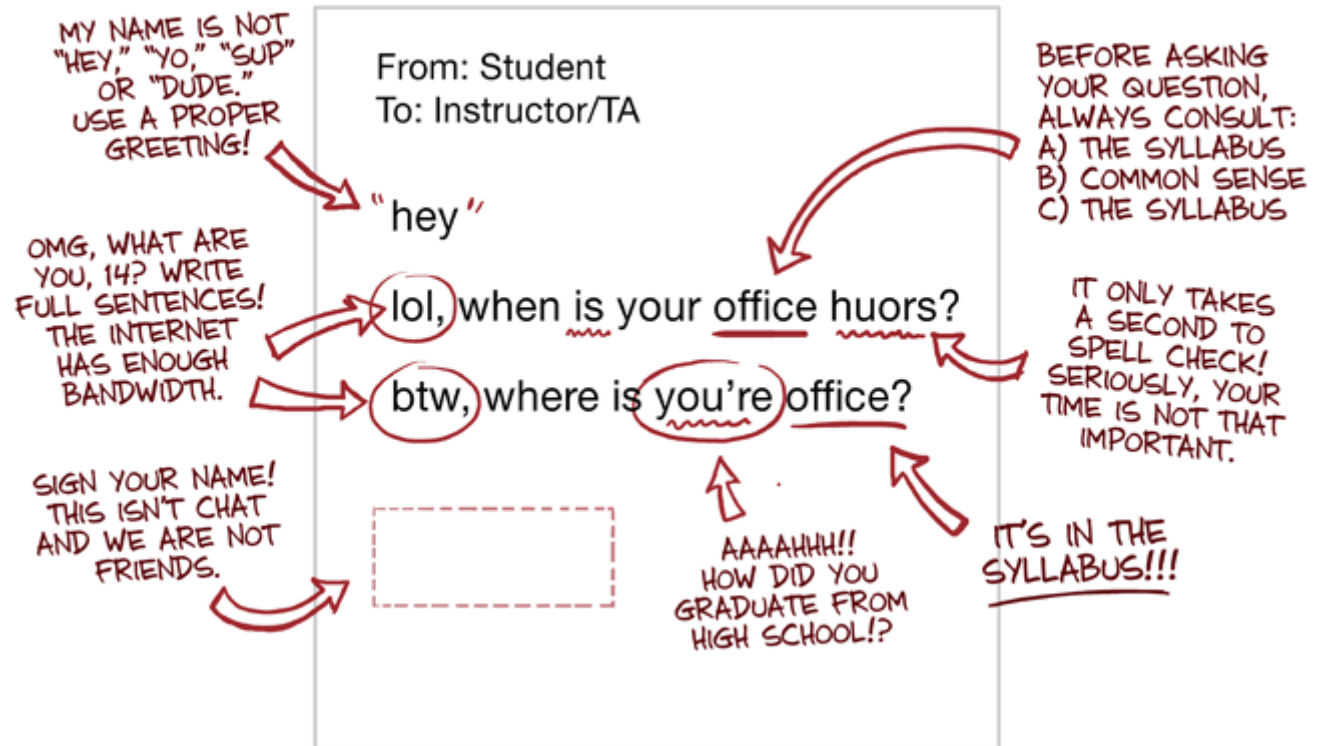 MY NAME IS NOT
"HEY," "YO," "SUP"
OR "DUDE."
USE A PROPER
GREETING!
From: Student
To: Instructor/TA
BEFORE ASKING
YOUR QUESTION,
ALWAYS CONSULT:
A) THE SYLLABUS
B) COMMON SENSE
C) THE SYLLABUS
"hey"
OMG, WHAT ARE
YOU, 14? WRITE
FULL SENTENCES!
THE INTERNET
HAS ENOUGH
BANDWIDTH.
lol, when is your office huors?
btw, where is you're office?
IT ONLY TAKES
A SECOND TO
SPELL CHECK!
SERIOUSLY, YOUR
TIME IS NOT THAT
IMPORTANT.
SIGN YOUR NAME!
THIS ISN'T CHAT
AND WE ARE NOT
FRIENDS.
AAAAHHH!!
HOW DID YOU
GRADUATE FROM
HIGH SCHOOL!?
IT'S IN THE
SYLLABUS!!!